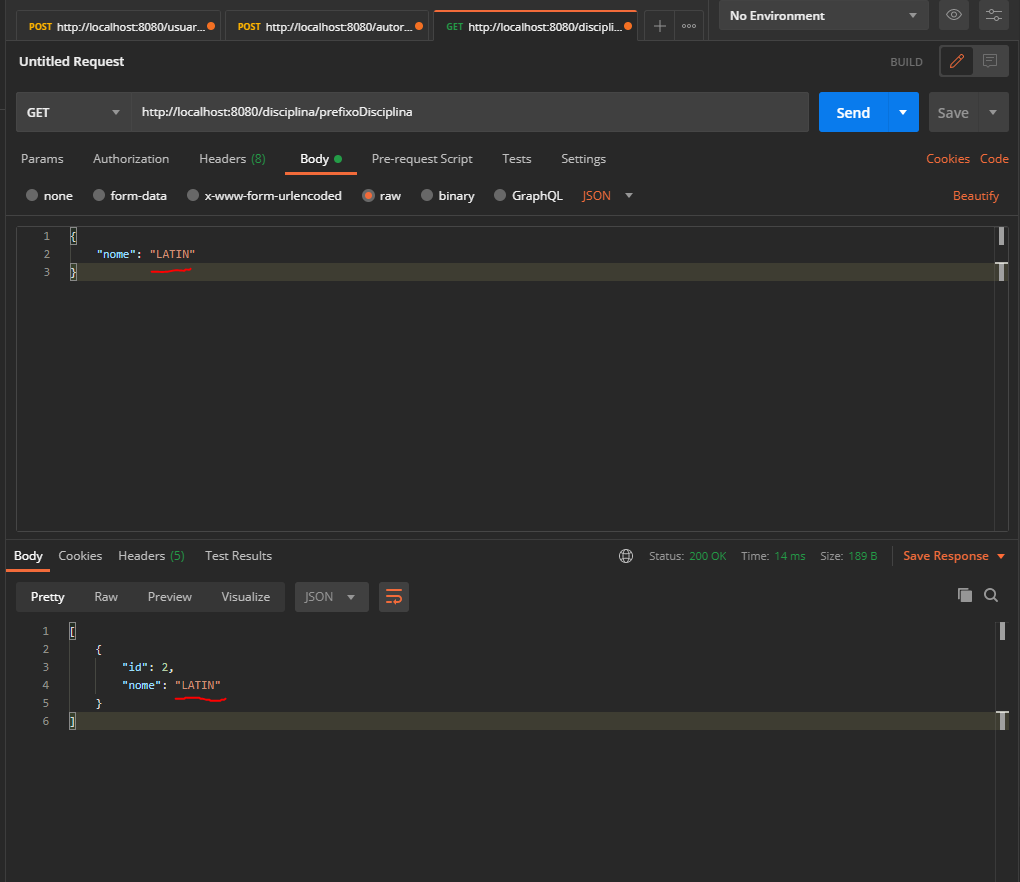 POST http://localhost:8080/usuar... POST http://localhost:8080/autor... GET http://localhost:8080/discipli... No Environment
Untitled Request BUILD
GET http://localhost:8080/disciplina/prefixoDisciplina Send Save
Params Authorization Headers (8) Body Pre-request Script Tests Settings Cookies Code
none form-data x-www-form-urlencoded raw binary GraphQL JSON Beautify
1 {
2 "nome": "LATIN"
3 }
Body Cookies Headers (5) Test Results Status: 200 OK Time: 14 ms Size: 189 B Save Response
Pretty Raw Preview Visualize JSON
1 [
2 {
3 "id": 2,
4 "nome": "LATIN"
5 }
6 ]